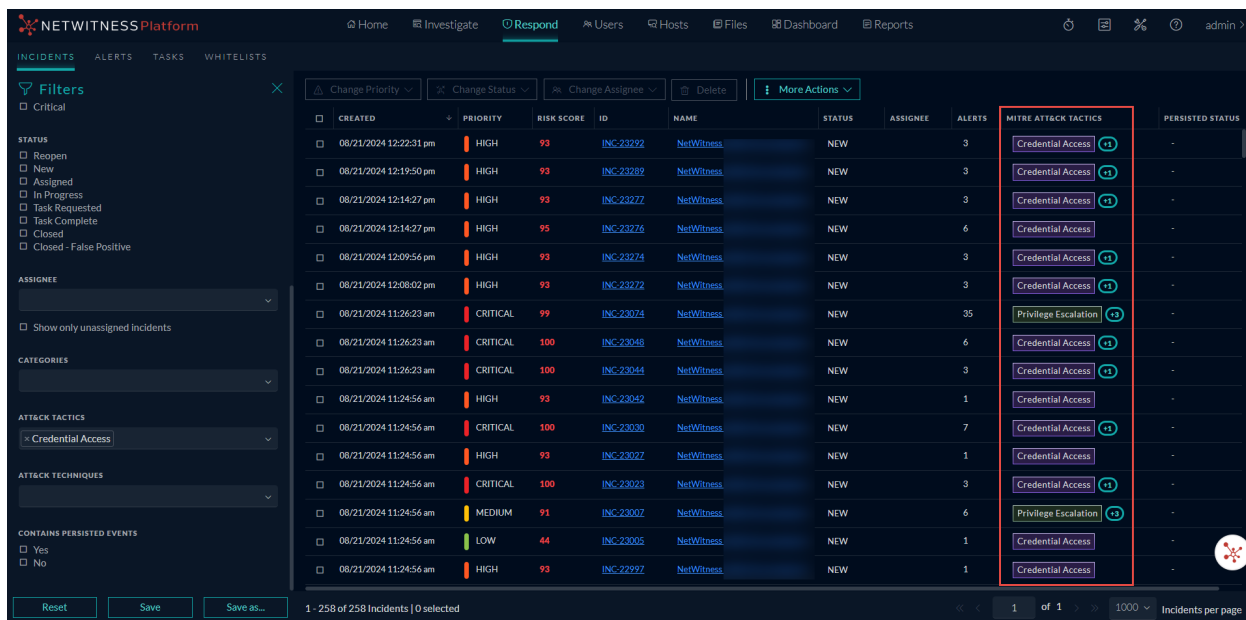 NETWITNESS Platform
Home Investigate Respond Users Hosts Files Dashboard Reports admin
INCIDENTS ALERTS TASKS WHITELISTS
Filters
Critical
STATUS
Reopen
New
Assigned
In Progress
Task Requested
Task Complete
Closed
Closed - False Positive
ASSIGNEE
Show only unassigned incidents
CATEGORIES
ATT&CK TACTICS
× Credential Access
ATT&CK TECHNIQUES
CONTAINS PERSISTED EVENTS
Yes
No
Reset Save Save as...
Change Priority Change Status Change Assignee Delete More Actions
CREATED PRIORITY RISK SCORE ID NAME STATUS ASSIGNEE ALERTS MITRE ATT&CK TACTICS PERSISTED STATUS
08/21/2024 12:22:31 pm HIGH 93 INC-23292 NetWitness NEW 3 Credential Access +1 -
08/21/2024 12:19:50 pm HIGH 93 INC-23289 NetWitness NEW 3 Credential Access +1 -
08/21/2024 12:14:27 pm HIGH 93 INC-23277 NetWitness NEW 3 Credential Access +1 -
08/21/2024 12:14:27 pm HIGH 95 INC-23276 NetWitness NEW 6 Credential Access -
08/21/2024 12:09:56 pm HIGH 93 INC-23274 NetWitness NEW 3 Credential Access +1 -
08/21/2024 12:08:02 pm HIGH 93 INC-23272 NetWitness NEW 3 Credential Access +1 -
08/21/2024 11:26:23 am CRITICAL 99 INC-23074 NetWitness NEW 35 Privilege Escalation +3 -
08/21/2024 11:26:23 am CRITICAL 100 INC-23048 NetWitness NEW 6 Credential Access +1 -
08/21/2024 11:26:23 am CRITICAL 100 INC-23044 NetWitness NEW 3 Credential Access +1 -
08/21/2024 11:24:56 am HIGH 93 INC-23042 NetWitness NEW 1 Credential Access -
08/21/2024 11:24:56 am CRITICAL 100 INC-23030 NetWitness NEW 7 Credential Access +1 -
08/21/2024 11:24:56 am HIGH 93 INC-23027 NetWitness NEW 1 Credential Access -
08/21/2024 11:24:56 am CRITICAL 100 INC-23023 NetWitness NEW 3 Credential Access +1 -
08/21/2024 11:24:56 am MEDIUM 91 INC-23007 NetWitness NEW 6 Privilege Escalation +3 -
08/21/2024 11:24:56 am LOW 44 INC-23005 NetWitness NEW 1 Credential Access -
08/21/2024 11:24:56 am HIGH 93 INC-22997 NetWitness NEW 1 Credential Access
1 - 258 of 258 Incidents | 0 selected << < 1 of 1 > >> 1000 Incidents per page